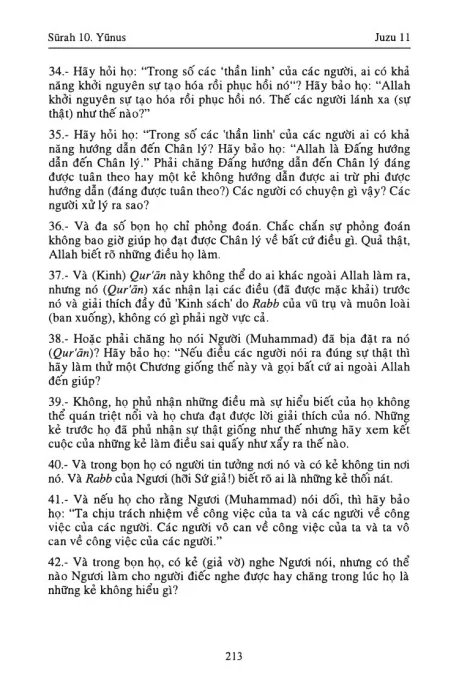 Sūrah 10. Yūnus Juzu 11
34.- Hãy hỏi họ: “Trong số các ‘thần linh’ của các người, ai có khả
năng khởi nguyên sự tạo hóa rồi phục hồi nó“? Hãy bảo họ: “Allah
khởi nguyên sự tạo hóa rồi phục hồi nó. Thế các người lánh xa (sự
thật) như thế nào?”
35.- Hãy hỏi họ: “Trong số các 'thần linh' của các người ai có khả
năng hướng dẫn đến Chân lý? Hãy bảo họ: “Allah là Đấng hướng
dẫn đến Chân lý.” Phải chăng Đấng hướng dẫn đến Chân lý đáng
được tuân theo hay một kẻ không hướng dẫn được ai trừ phi được
hướng dẫn (đáng được tuân theo?) Các người có chuyện gì vậy? Các
người xử lý ra sao?
36.- Và đa số bọn họ chỉ phỏng đoán. Chắc chắn sự phỏng đoán
không bao giờ giúp họ đạt được Chân lý về bất cứ điều gì. Quả thật,
Allah biết rõ những điều họ làm.
37.- Và (Kinh) Qur'ān này không thể do ai khác ngoài Allah làm ra,
nhưng nó (Qur'ān) xác nhận lại các điều (đã được mặc khải) trước
nó và giải thích đầy đủ 'Kinh sách' do Rabb của vũ trụ và muôn loài
(ban xuống), không có gì phải ngờ vực cả.
38.- Hoặc phải chăng họ nói Người (Muhammad) đã bịa đặt ra nó
(Qur'ān)? Hãy bảo họ: “Nếu điều các người nói ra đúng sự thật thì
hãy làm thử một Chương giống thế này và gọi bất cứ ai ngoài Allah
đến giúp?
39.- Không, họ phủ nhận những điều mà sự hiểu biết của họ không
thể quán triệt nổi và họ chưa đạt được lời giải thích của nó. Những
kẻ trước họ đã phủ nhận sự thật giống như thế nhưng hãy xem kết
cuộc của những kẻ làm điều sai quấy như xẩy ra thế nào.
40.- Và trong bọn họ có người tin tưởng nơi nó và có kẻ không tin nơi
nó. Và Rabb của Ngươi (hỡi Sứ giả!) biết rõ ai là những kẻ thối nát.
41.- Và nếu họ cho rằng Ngươi (Muhammad) nói dối, thì hãy bảo
họ: “Ta chịu trách nhiệm về công việc của ta và các người về công
việc của các người. Các người vô can về công việc của ta và ta vô
can về công việc của các người.”
42.- Và trong bọn họ, có kẻ (giả vờ) nghe Ngươi nói, nhưng có thể
nào Ngươi làm cho người điếc nghe được hay chăng trong lúc họ là
những kẻ không hiểu gì?
213